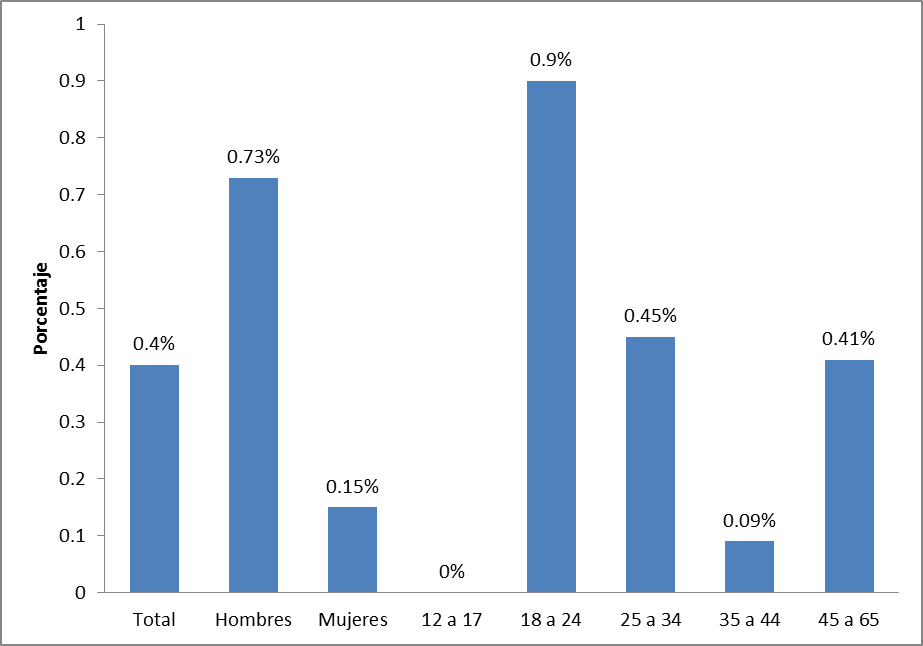 Porcentaje
1
0.9
0.8
0.7
0.6
0.5
0.4
0.3
0.2
0.1
0
0.4%
0.73%
0.15%
0%
0.9%
0.45%
0.09%
0.41%
Total
Hombres
Mujeres
12 a 17
18 a 24
25 a 34
35 a 44
45 a 65